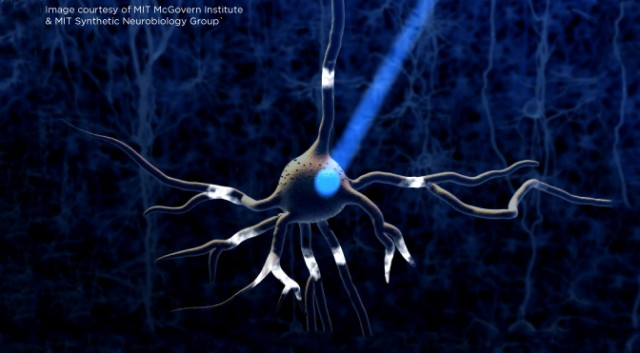 Image courtesy of MIT McGovern Institute
& MIT Synthetic Neurobiology Group`